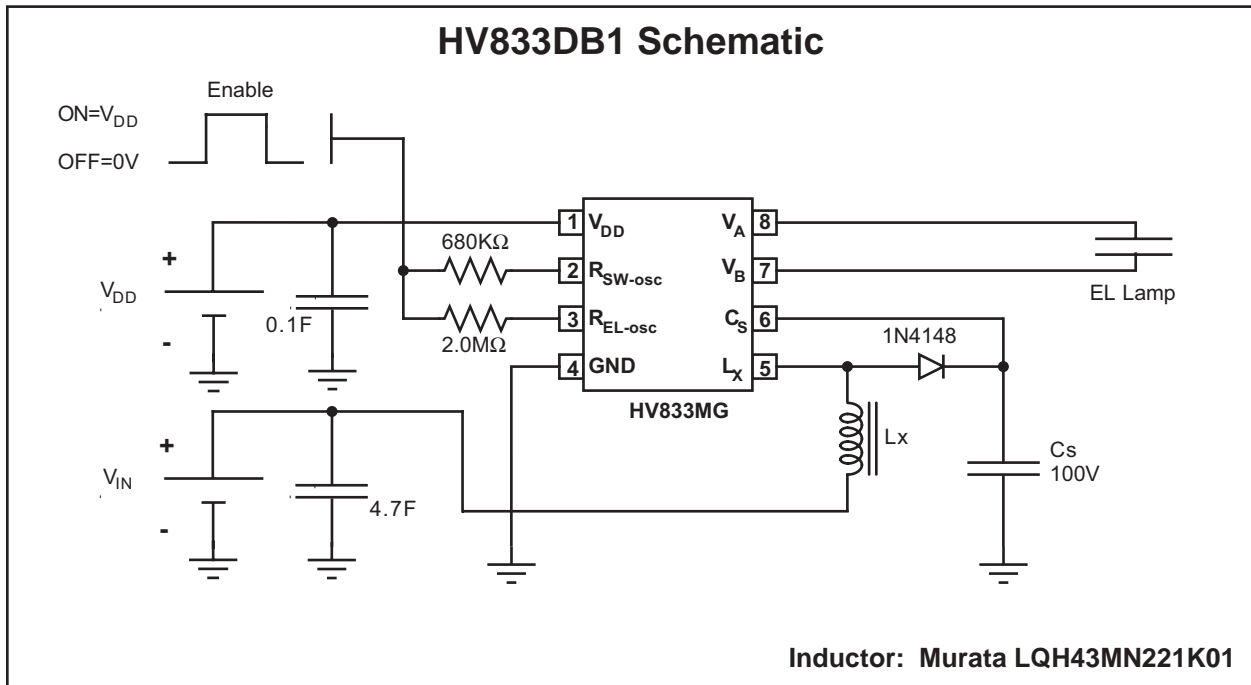 HV833DB1 Schematic
Enable
ON=VDD
OFF=0V
1 VDD
VA 8
680KΩ
2 RSW-osc
VB 7
EL Lamp
+
VDD
-
0.1F
3 REL-osc
2.0MΩ
CS 6
1N4148
4 GND
LX 5
HV833MG
+
VIN
-
4.7F
Lx
Cs
100V
Inductor: Murata LQH43MN221K01